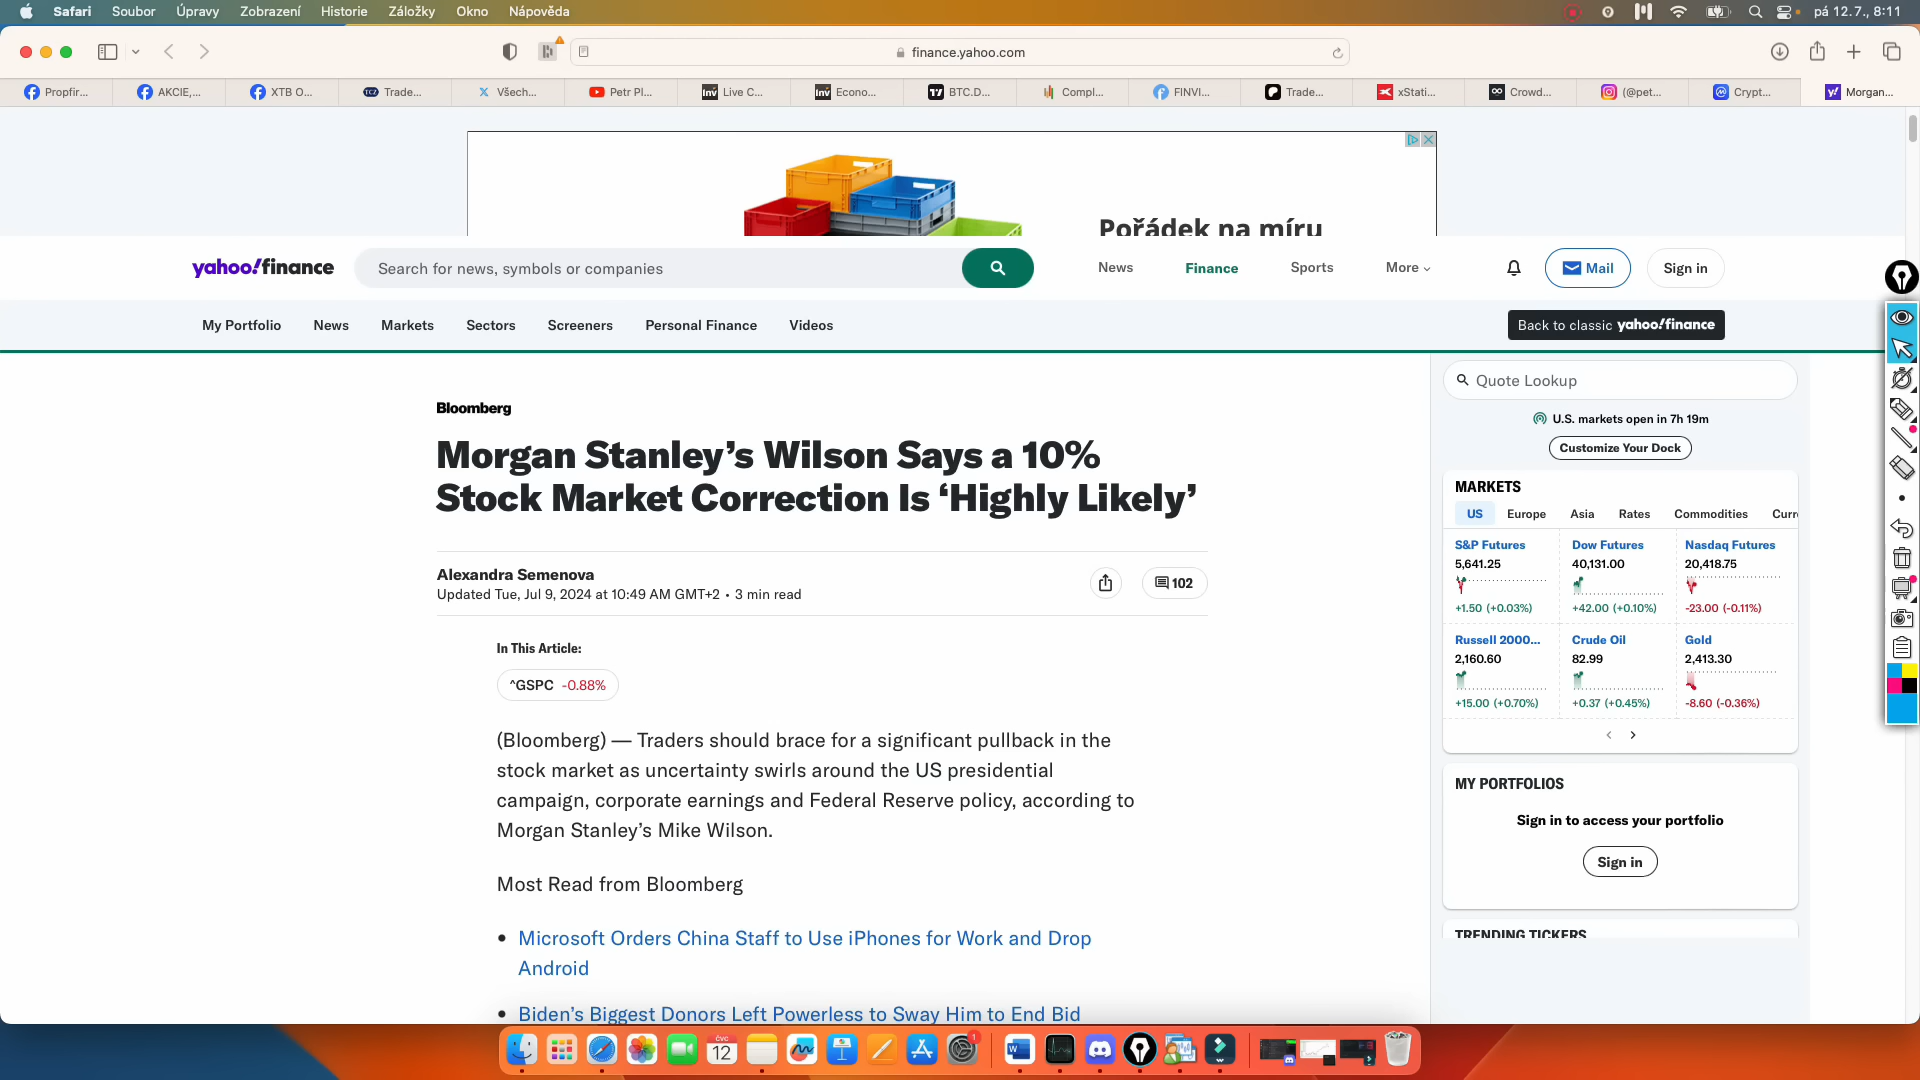 Safari Soubor Úpravy Zobrazení Historie Záložky Okno Nápověda pá 12.7., 8:11
finance.yahoo.com
Propfir... AKCIE,... XTB O... Trade... Všech... Petr Pl... Live C... Econo... BTC.D... Compl... FINVI... Trade... xStati... Crowd... (@pet... Crypt... Morgan...
Pořádek na míru
yahoo!finance
Search for news, symbols or companies
News Finance Sports More
Mail
Sign in
My Portfolio News Markets Sectors Screeners Personal Finance Videos
Back to classic yahoo!finance
Bloomberg
Morgan Stanley’s Wilson Says a 10%
Stock Market Correction Is ‘Highly Likely’
Alexandra Semenova
Updated Tue, Jul 9, 2024 at 10:49 AM GMT+2 • 3 min read
102
In This Article:
^GSPC -0.88%
(Bloomberg) — Traders should brace for a significant pullback in the
stock market as uncertainty swirls around the US presidential
campaign, corporate earnings and Federal Reserve policy, according to
Morgan Stanley’s Mike Wilson.
Most Read from Bloomberg
• Microsoft Orders China Staff to Use iPhones for Work and Drop
Android
• Biden’s Biggest Donors Left Powerless to Sway Him to End Bid
Quote Lookup
U.S. markets open in 7h 19m
Customize Your Dock
MARKETS
US Europe Asia Rates Commodities Curr
S&P Futures Dow Futures Nasdaq Futures
5,641.25 40,131.00 20,418.75
+1.50 (+0.03%) +42.00 (+0.10%) -23.00 (-0.11%)
Russell 2000... Crude Oil Gold
2,160.60 82.99 2,413.30
+15.00 (+0.70%) +0.37 (+0.45%) -8.60 (-0.36%)
MY PORTFOLIOS
Sign in to access your portfolio
Sign in
TRENDING TICKERS
ČVC
12
1